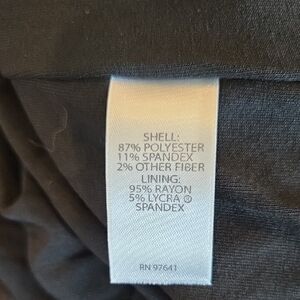 SHELL:
87% POLYESTER
11% SPANDEX
2% OTHER FIBER
LINING:
95% RAYON
5% LYCRA ®
SPANDEX
RN 97641